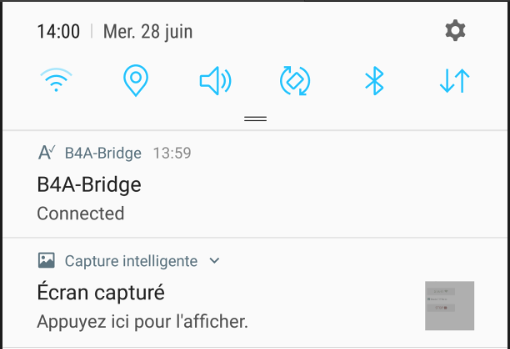 14:00 | Mer. 28 juin
B4A-Bridge 13:59
B4A-Bridge
Connected
Capture intelligente
Écran capturé
Appuyez ici pour l'afficher.